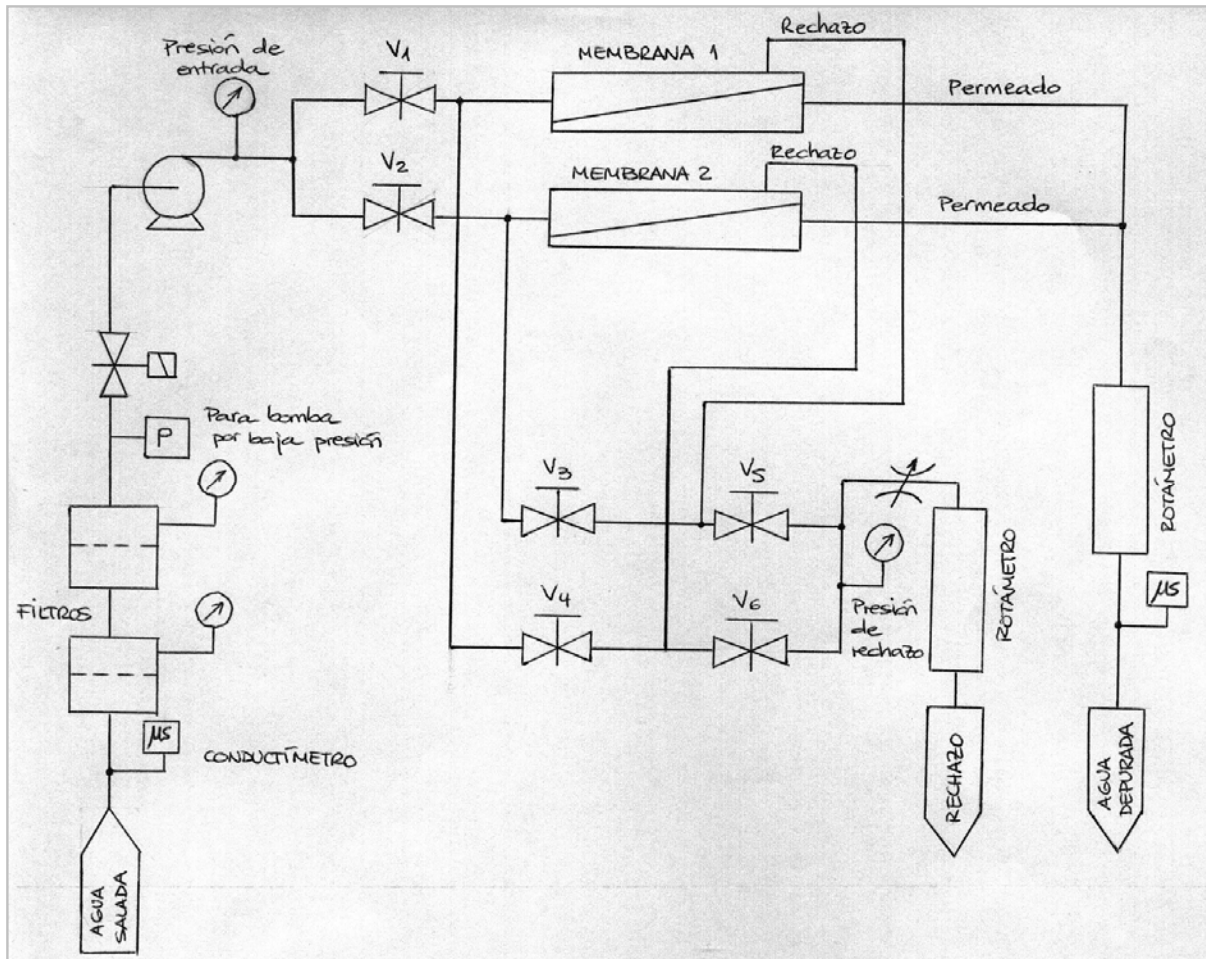 Presión de
entrada
V1
V2
MEMBRANA 1
Rechazo
Permeado
MEMBRANA 2
Rechazo
Permeado
P
Para bomba
por baja presión
FILTROS
μS
CONDUCTÍMETRO
AGUA
SALADA
V3
V5
V4
V6
Presión
de
rechazo
ROTÁMETRO
RECHAZO
ROTÁMETRO
μS
AGUA
DEPURADA